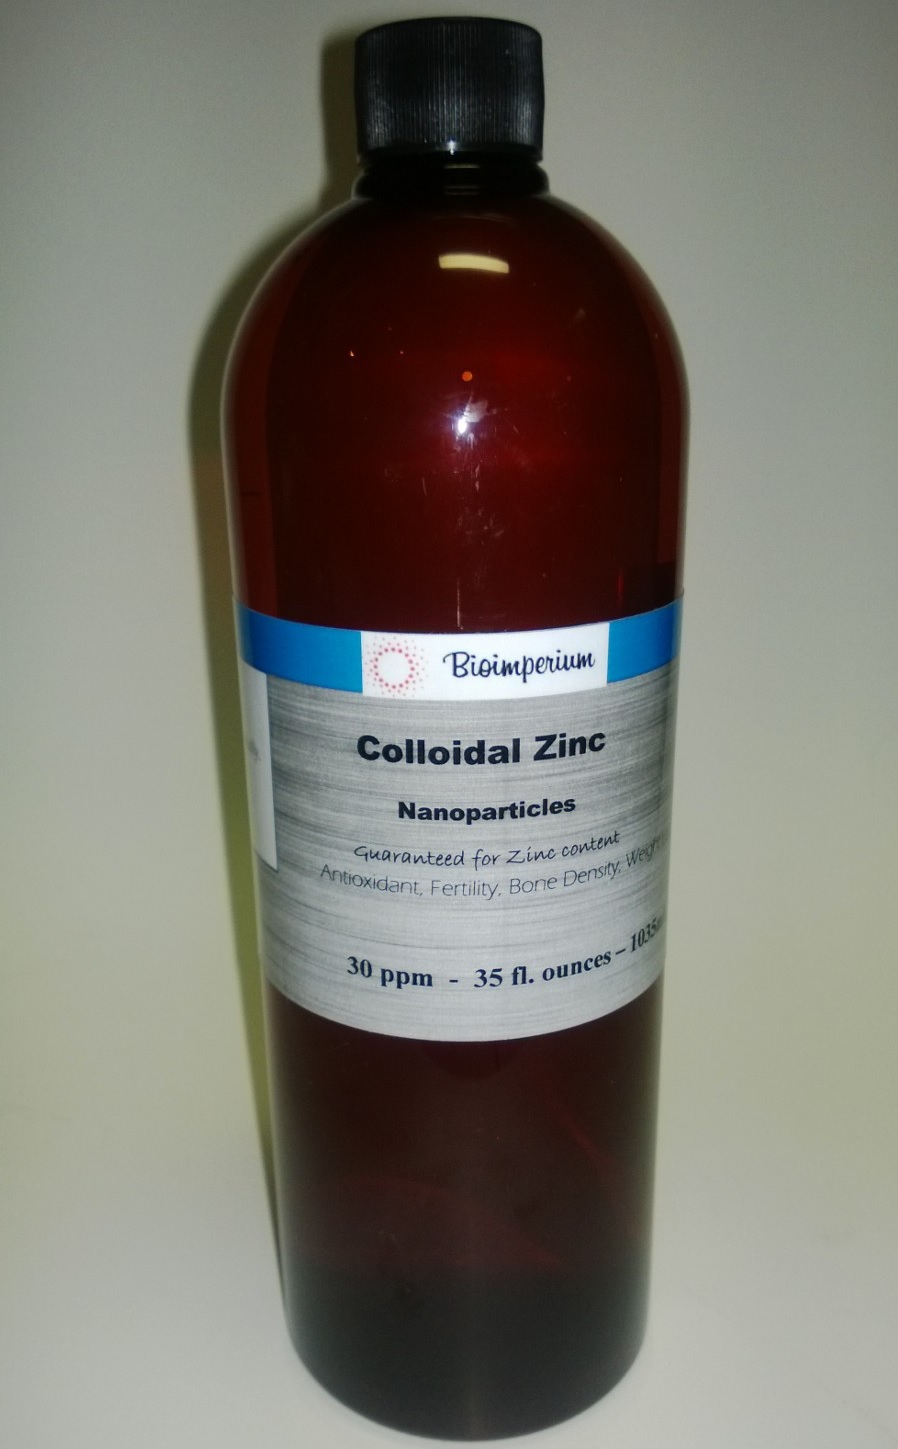 Bioimperium
Colloidal Zinc
Nanoparticles
Guaranteed for Zinc content
Antioxidant, Fertility, Bone Density,
30 ppm - 35 fl. ounces –